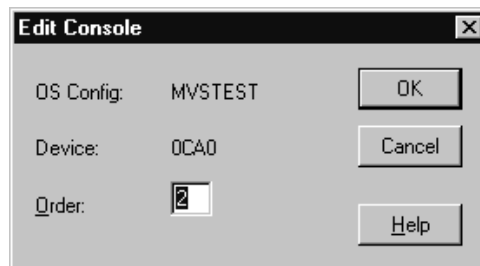 Edit Console
OS Config: MVSTEST OK
Device: 0CA0 Cancel
Order: 2
Help